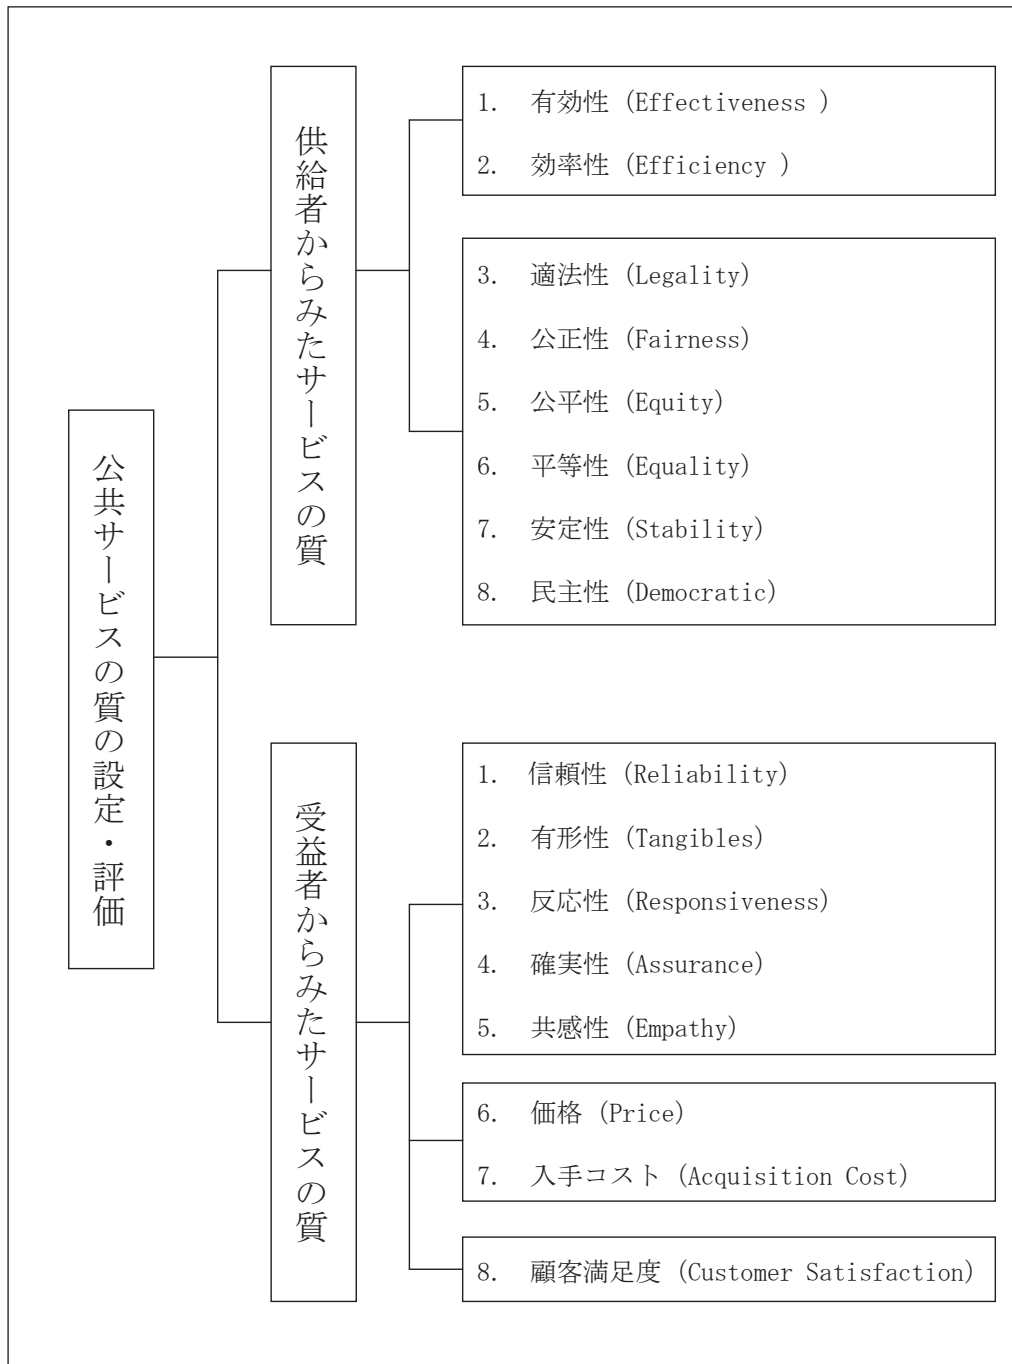 公共サービスの質の設定・評価
供給者からみたサービスの質
1. 有効性 (Effectiveness )
2. 効率性 (Efficiency )
3. 適法性 (Legality)
4. 公正性 (Fairness)
5. 公平性 (Equity)
6. 平等性 (Equality)
7. 安定性 (Stability)
8. 民主性 (Democratic)
受益者からみたサービスの質
1. 信頼性 (Reliability)
2. 有形性 (Tangibles)
3. 反応性 (Responsiveness)
4. 確実性 (Assurance)
5. 共感性 (Empathy)
6. 価格 (Price)
7. 入手コスト (Acquisition Cost)
8. 顧客満足度 (Customer Satisfaction)